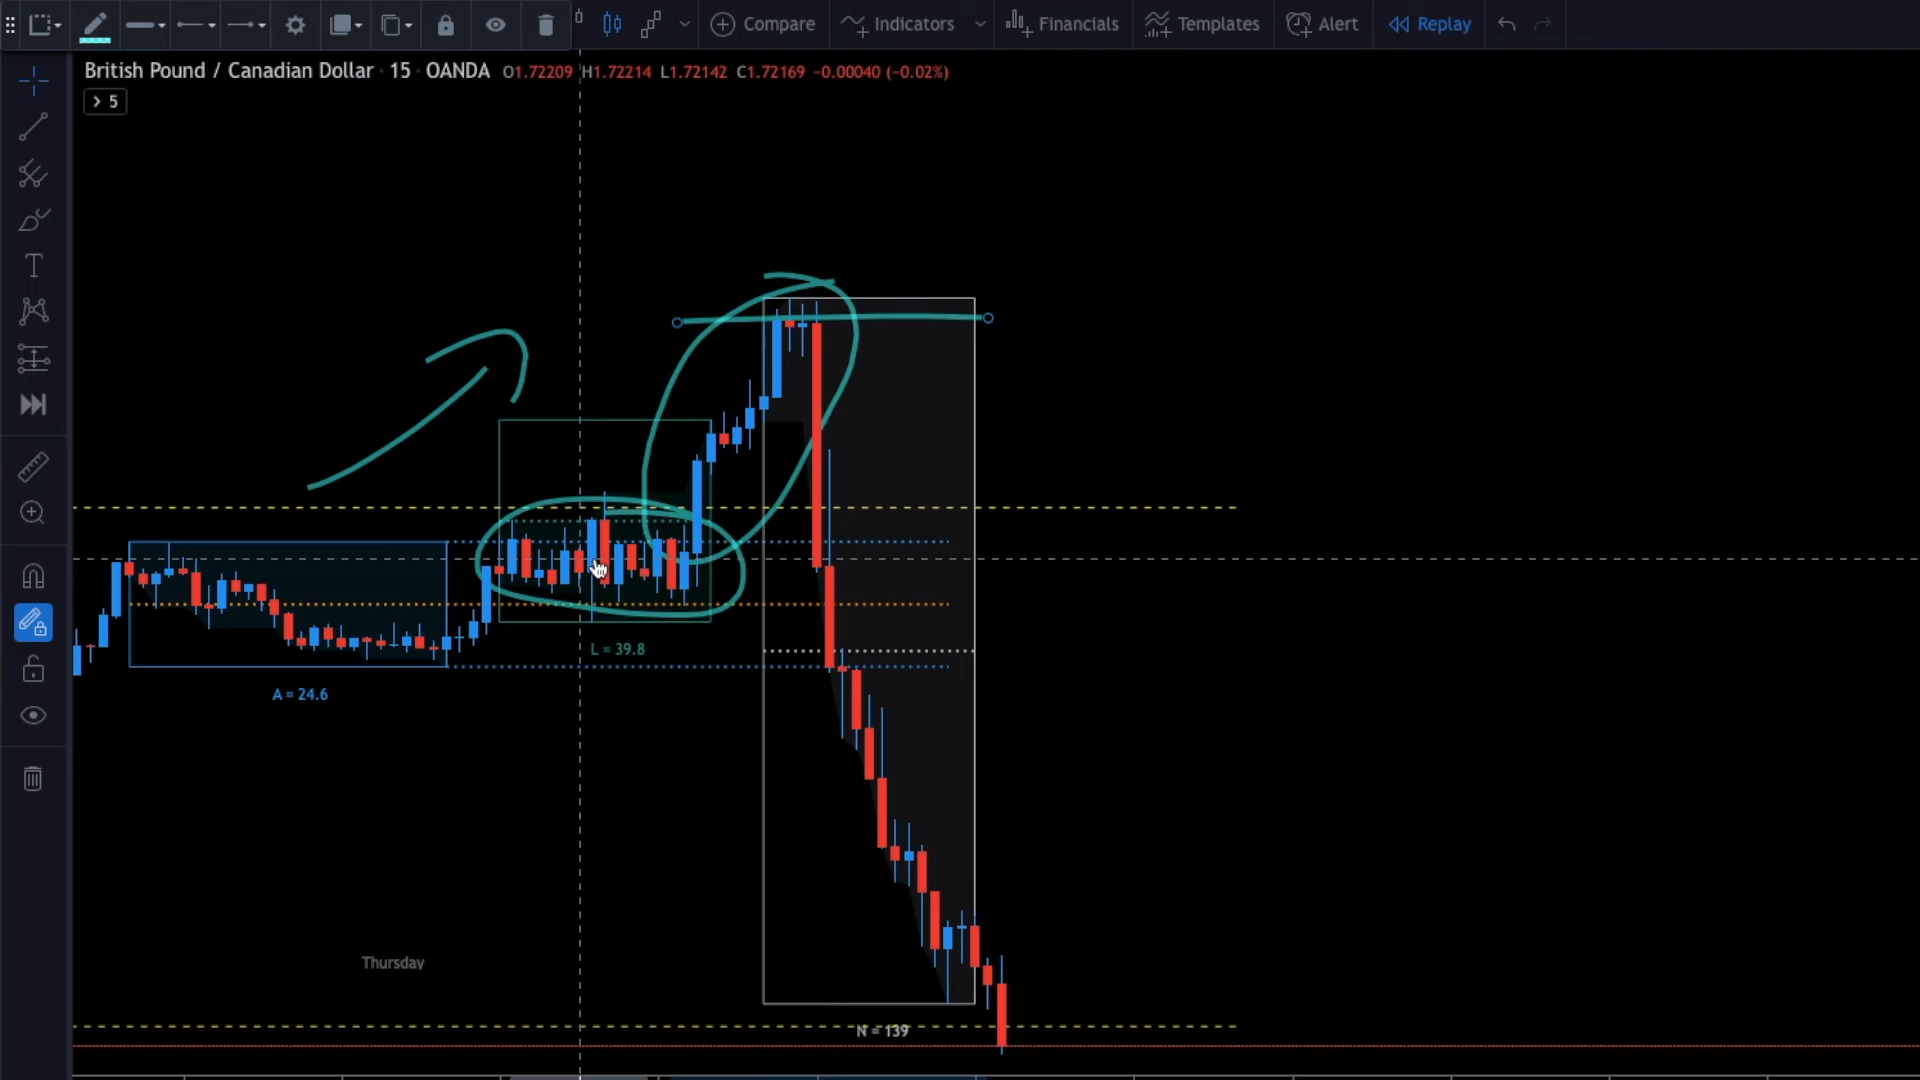 Compare Indicators Financials Templates Alert Replay
British Pound / Canadian Dollar · 15 · OANDA O1.72209 H1.72214 L1.72142 C1.72169 −0.00040 (−0.02%)
> 5
L = 39.8
A = 24.6
Thursday
N = 139